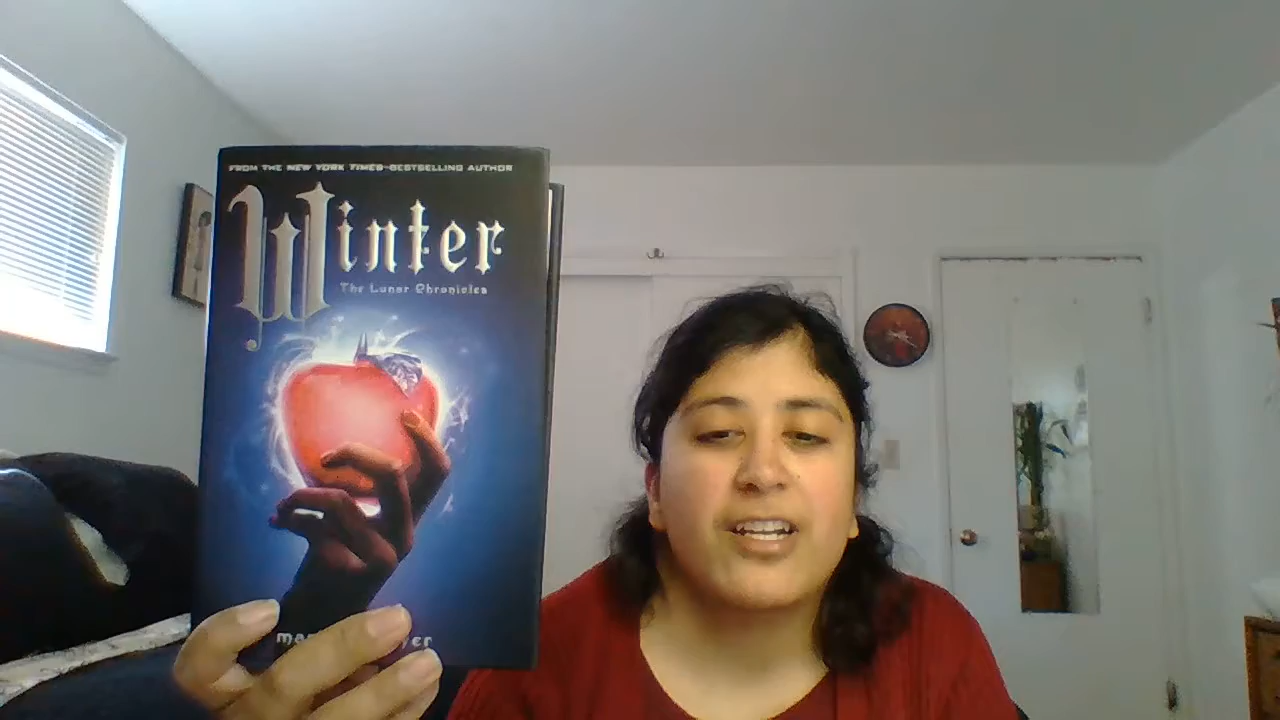 FROM THE NEW YORK TIMES-BESTSELLING AUTHOR
Winter
The Lunar Chronicles